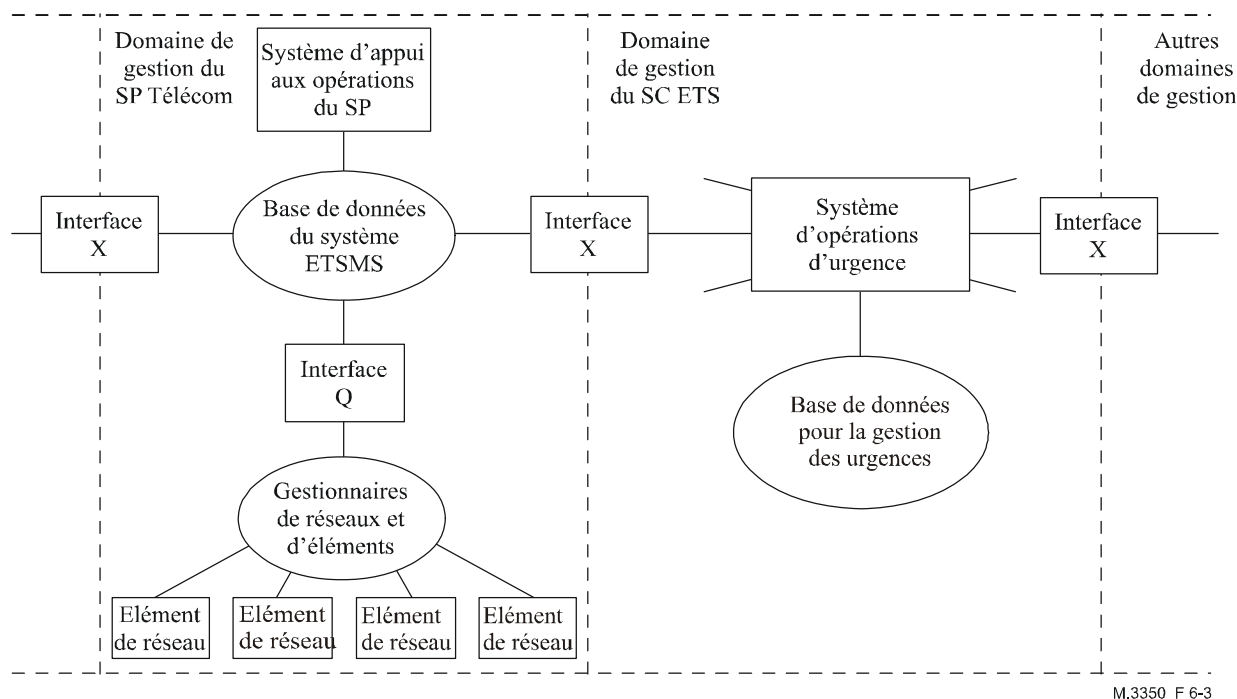 Domaine de
gestion du
SP Télécom
Système d'appui
aux opérations
du SP
Domaine
de gestion
du SC ETS
Autres
domaines
de gestion
Interface
X
Base de données
du système
ETSMS
Interface
X
Système
d'opérations
d'urgence
Interface
X
Interface
Q
Base de données
pour la gestion
des urgences
Gestionnaires
de réseaux et
d'éléments
Elément
de réseau
Elément
de réseau
Elément
de réseau
Elément
de réseau
M.3350_F 6-3